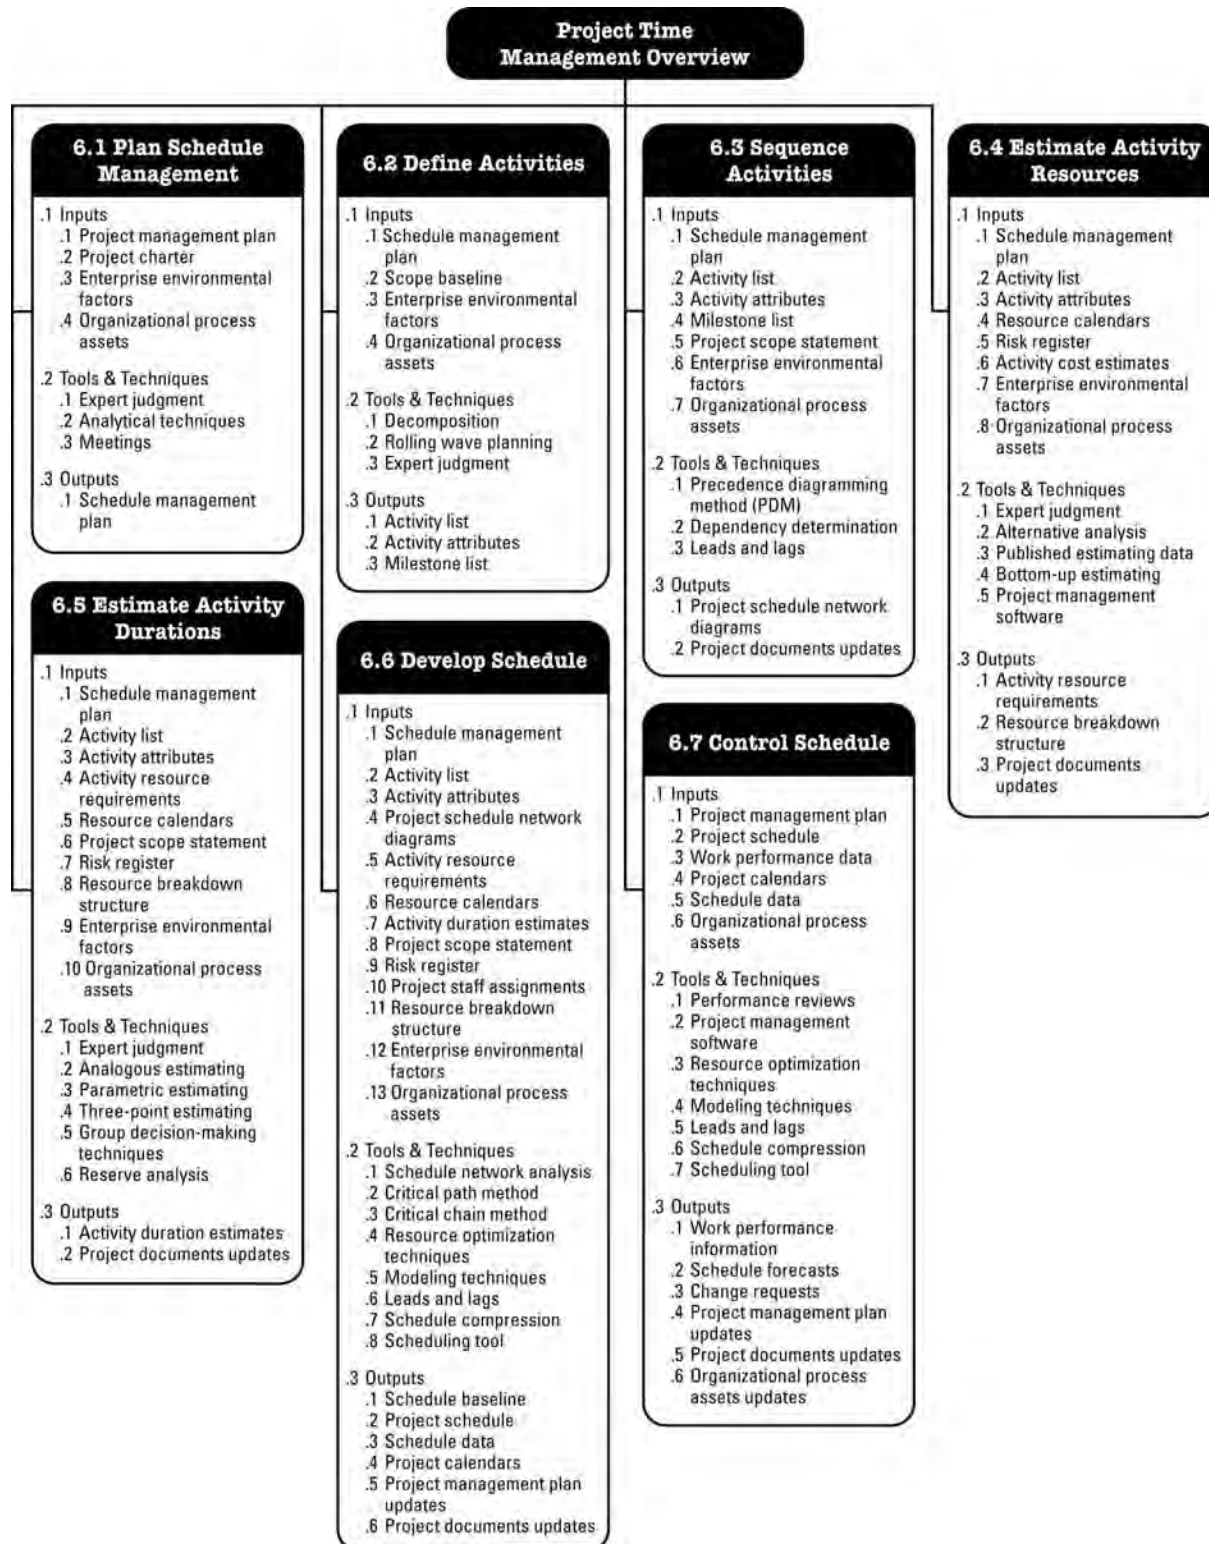 Project Time
Management Overview
6.1 Plan Schedule
Management
.1 Inputs
.1 Project management plan
.2 Project charter
.3 Enterprise environmental
factors
.4 Organizational process
assets
.2 Tools & Techniques
.1 Expert judgment
.2 Analytical techniques
.3 Meetings
.3 Outputs
.1 Schedule management
plan
6.2 Define Activities
.1 Inputs
.1 Schedule management
plan
.2 Scope baseline
.3 Enterprise environmental
factors
.4 Organizational process
assets
.2 Tools & Techniques
.1 Decomposition
.2 Rolling wave planning
.3 Expert judgment
.3 Outputs
.1 Activity list
.2 Activity attributes
.3 Milestone list
6.3 Sequence
Activities
.1 Inputs
.1 Schedule management
plan
.2 Activity list
.3 Activity attributes
.4 Milestone list
.5 Project scope statement
.6 Enterprise environmental
factors
.7 Organizational process
assets
.2 Tools & Techniques
.1 Precedence diagramming
method (PDM)
.2 Dependency determination
.3 Leads and lags
.3 Outputs
.1 Project schedule network
diagrams
.2 Project documents updates
6.4 Estimate Activity
Resources
.1 Inputs
.1 Schedule management
plan
.2 Activity list
.3 Activity attributes
.4 Resource calendars
.5 Risk register
.6 Activity cost estimates
.7 Enterprise environmental
factors
.8 Organizational process
assets
.2 Tools & Techniques
.1 Expert judgment
.2 Alternative analysis
.3 Published estimating data
.4 Bottom-up estimating
.5 Project management
software
.3 Outputs
.1 Activity resource
requirements
.2 Resource breakdown
structure
.3 Project documents
updates
6.5 Estimate Activity
Durations
.1 Inputs
.1 Schedule management
plan
.2 Activity list
.3 Activity attributes
.4 Activity resource
requirements
.5 Resource calendars
.6 Project scope statement
.7 Risk register
.8 Resource breakdown
structure
.9 Enterprise environmental
factors
.10 Organizational process
assets
.2 Tools & Techniques
.1 Expert judgment
.2 Analogous estimating
.3 Parametric estimating
.4 Three-point estimating
.5 Group decision-making
techniques
.6 Reserve analysis
.3 Outputs
.1 Activity duration estimates
.2 Project documents updates
6.6 Develop Schedule
.1 Inputs
.1 Schedule management
plan
.2 Activity list
.3 Activity attributes
.4 Project schedule network
diagrams
.5 Activity resource
requirements
.6 Resource calendars
.7 Activity duration estimates
.8 Project scope statement
.9 Risk register
.10 Project staff assignments
.11 Resource breakdown
structure
.12 Enterprise environmental
factors
.13 Organizational process
assets
.2 Tools & Techniques
.1 Schedule network analysis
.2 Critical path method
.3 Critical chain method
.4 Resource optimization
techniques
.5 Modeling techniques
.6 Leads and lags
.7 Schedule compression
.8 Scheduling tool
.3 Outputs
.1 Schedule baseline
.2 Project schedule
.3 Schedule data
.4 Project calendars
.5 Project management plan
updates
.6 Project documents updates
6.7 Control Schedule
.1 Inputs
.1 Project management plan
.2 Project schedule
.3 Work performance data
.4 Project calendars
.5 Schedule data
.6 Organizational process
assets
.2 Tools & Techniques
.1 Performance reviews
.2 Project management
software
.3 Resource optimization
techniques
.4 Modeling techniques
.5 Leads and lags
.6 Schedule compression
.7 Scheduling tool
.3 Outputs
.1 Work performance
information
.2 Schedule forecasts
.3 Change requests
.4 Project management plan
updates
.5 Project documents updates
.6 Organizational process
assets updates